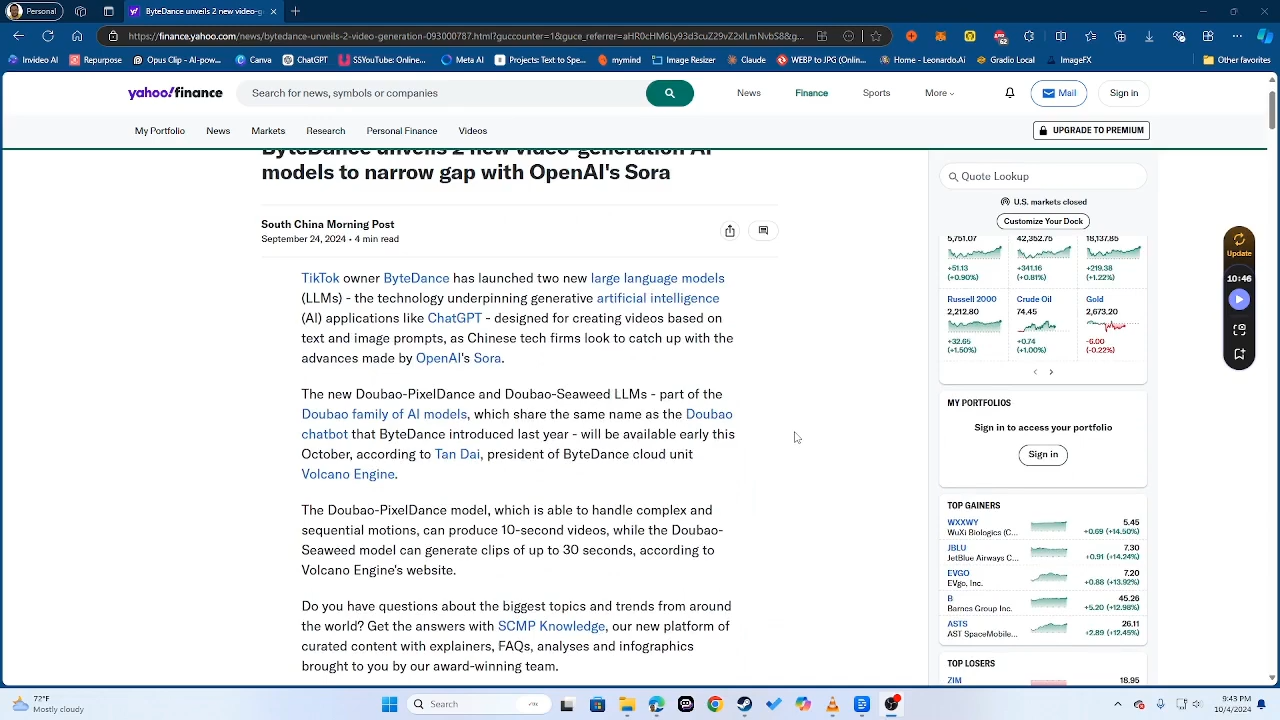 Personal
ByteDance unveils 2 new video-g
https://finance.yahoo.com/news/bytedance-unveils-2-video-generation-093000787.html?guccounter=1&guce_referrer=aHR0cHM6Ly93d3cuZ29vZ2xlLmNvbS8&g...
Invideo AI
Repurpose
Opus Clip - AI-pow...
Canva
ChatGPT
SSYouTube: Online...
Meta AI
Projects Text to Spe...
mymind
Image Resizer
Claude
WEBP to JPG (Online)
Home - Leonardo.Ai
Gradio Local
ImageFX
Other favorites
yahoo!finance
Search for news, symbols or companies
News
Finance
Sports
More
Mail
Sign in
My Portfolio
News
Markets
Research
Personal Finance
Videos
UPGRADE TO PREMIUM
ByteDance unveils 2 new video-generation AI
models to narrow gap with OpenAI's Sora
South China Morning Post
September 24, 2024 • 4 min read
TikTok owner ByteDance has launched two new large language models
(LLMs) - the technology underpinning generative artificial intelligence
(AI) applications like ChatGPT - designed for creating videos based on
text and image prompts, as Chinese tech firms look to catch up with the
advances made by OpenAI's Sora.
The new Doubao-PixelDance and Doubao-Seaweed LLMs - part of the
Doubao family of AI models, which share the same name as the Doubao
chatbot that ByteDance introduced last year - will be available early this
October, according to Tan Dai, president of ByteDance cloud unit
Volcano Engine.
The Doubao-PixelDance model, which is able to handle complex and
sequential motions, can produce 10-second videos, while the Doubao-
Seaweed model can generate clips of up to 30 seconds, according to
Volcano Engine's website.
Do you have questions about the biggest topics and trends from around
the world? Get the answers with SCMP Knowledge, our new platform of
curated content with explainers, FAQs, analyses and infographics
brought to you by our award-winning team.
Quote Lookup
U.S. markets closed
Customize Your Dock
5,751.07
42,352.75
18,137.85
+51.13
+341.16
+219.38
(+0.90%)
(+0.81%)
(+1.22%)
Russell 2000
Crude Oil
Gold
2,212.80
74.45
2,673.20
+32.65
+0.74
-6.00
(+1.50%)
(+1.00%)
(-0.22%)
MY PORTFOLIOS
Sign in to access your portfolio
Sign in
TOP GAINERS
WXXWY
5.45
WuXi Biologics (C...
+0.69 (+14.50%)
JBLU
7.30
JetBlue Airways C...
+0.91 (+14.24%)
EVGO
7.20
EVgo, Inc.
+0.88 (+13.92%)
B
45.26
Barnes Group Inc.
+5.20 (+12.98%)
ASTS
26.11
AST SpaceMobile...
+2.89 (+12.45%)
TOP LOSERS
ZIM
18.95
Update
10:46
72°F
Mostly cloudy
Search
9:43 PM
10/4/2024